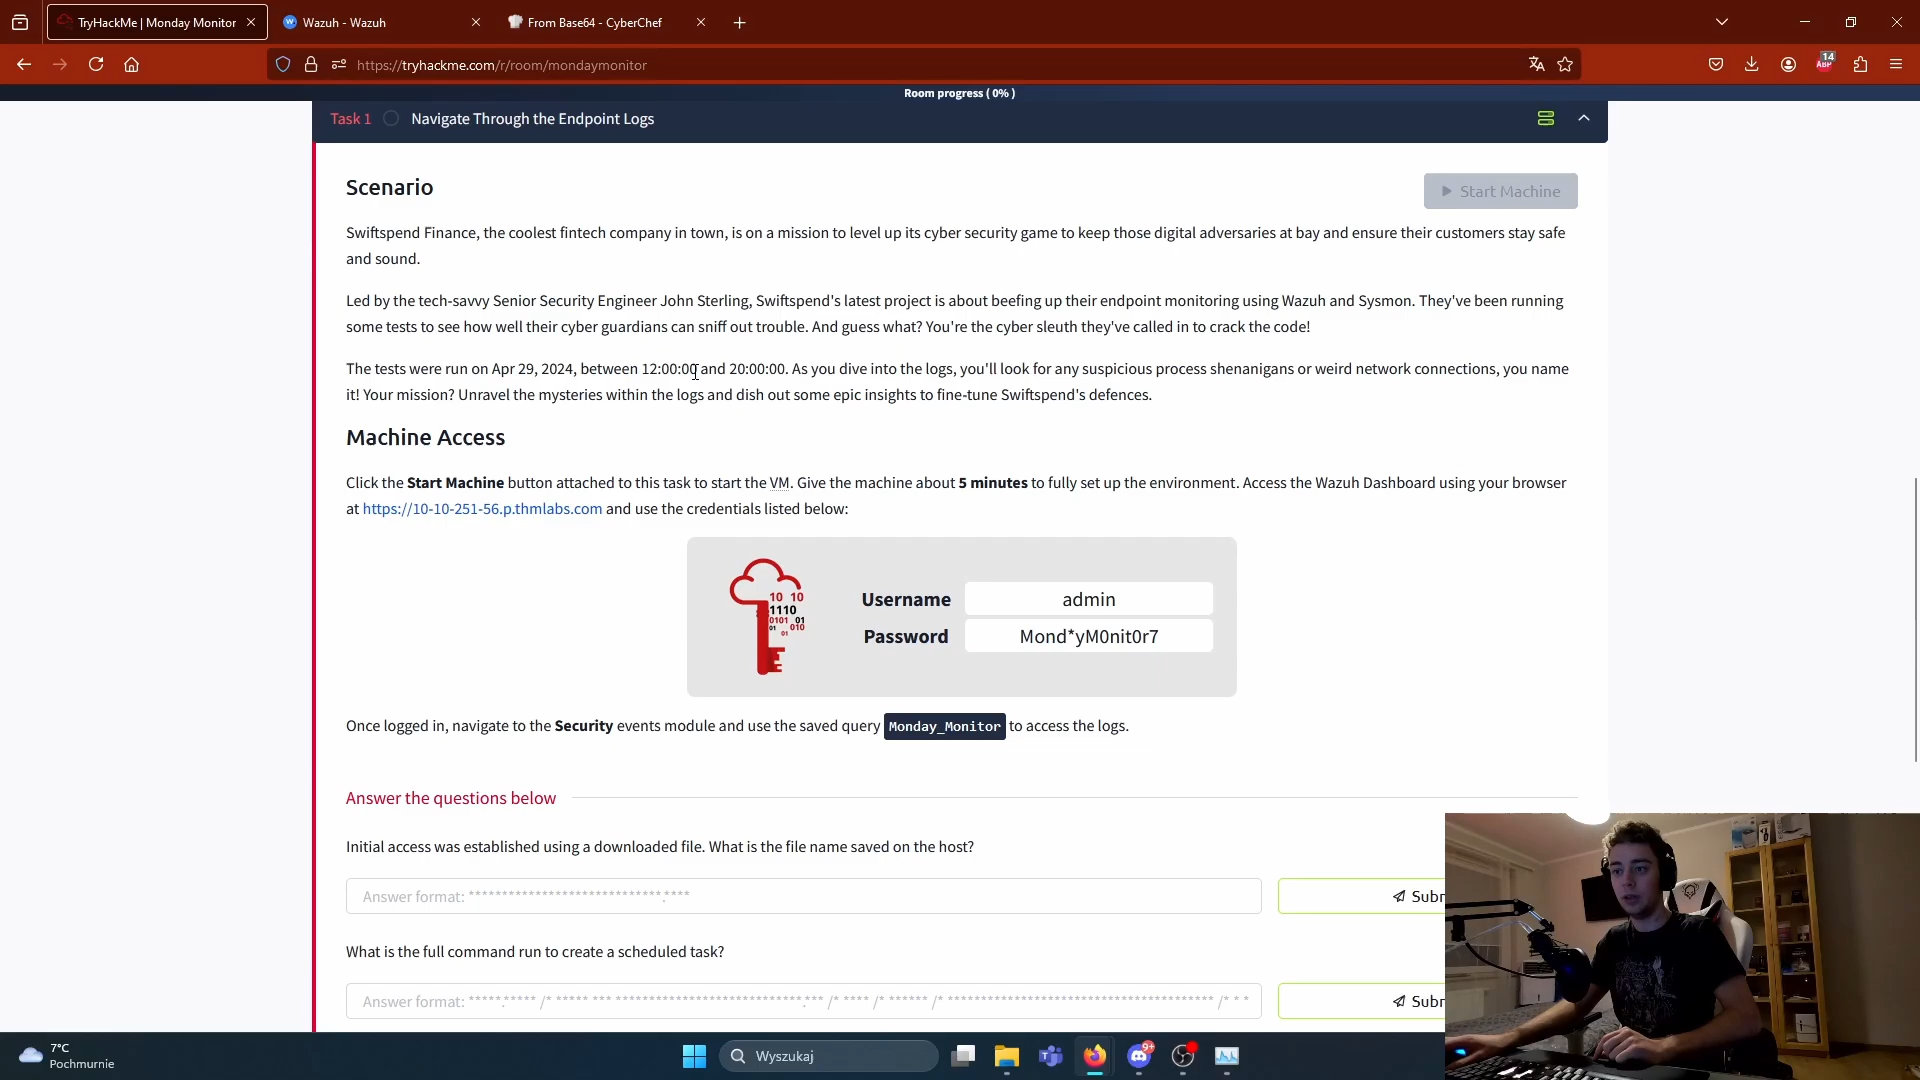 TryHackMe | Monday Monitor
Wazuh - Wazuh
From Base64 - CyberChef
https://tryhackme.com/r/room/mondaymonitor
14
ABP
Room progress ( 0% )
Task 1 Navigate Through the Endpoint Logs
Scenario
Start Machine
Swiftspend Finance, the coolest fintech company in town, is on a mission to level up its cyber security game to keep those digital adversaries at bay and ensure their customers stay safe
and sound.
Led by the tech-savvy Senior Security Engineer John Sterling, Swiftspend's latest project is about beefing up their endpoint monitoring using Wazuh and Sysmon. They've been running
some tests to see how well their cyber guardians can sniff out trouble. And guess what? You're the cyber sleuth they've called in to crack the code!
The tests were run on Apr 29, 2024, between 12:00:00 and 20:00:00. As you dive into the logs, you'll look for any suspicious process shenanigans or weird network connections, you name
it! Your mission? Unravel the mysteries within the logs and dish out some epic insights to fine-tune Swiftspend's defences.
Machine Access
Click the Start Machine button attached to this task to start the VM. Give the machine about 5 minutes to fully set up the environment. Access the Wazuh Dashboard using your browser
at https://10-10-251-56.p.thmlabs.com and use the credentials listed below:
10 10
1110
0101 01
01 010
01
Username admin
Password Mond*yM0nit0r7
Once logged in, navigate to the Security events module and use the saved query Monday_Monitor to access the logs.
Answer the questions below
Initial access was established using a downloaded file. What is the file name saved on the host?
Answer format: *****************************.****
Subm
What is the full command run to create a scheduled task?
Answer format: *****.***** /* ***** *** ****************************.*** /* **** /* ****** /* **************************************** /* * *
Subm
7°C
Pochmurnie
Wyszukaj
9+